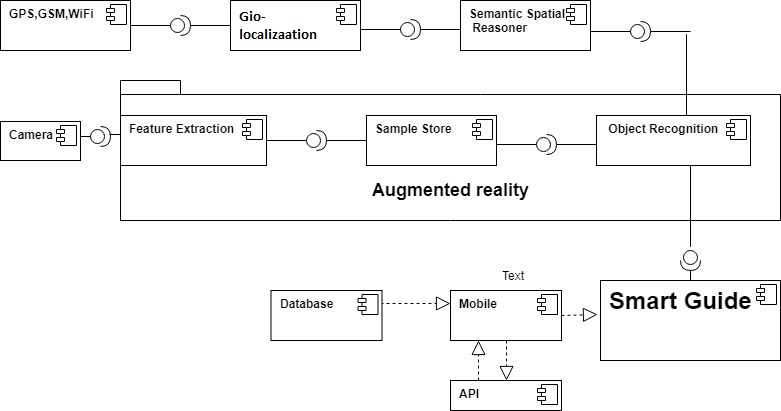 GPS,GSM,WiFi
Gio-
localizaation
Semantic Spatial
Reasoner
Camera
Feature Extraction
Sample Store
Object Recognition
Augmented reality
Text
Database
Mobile
Smart Guide
API